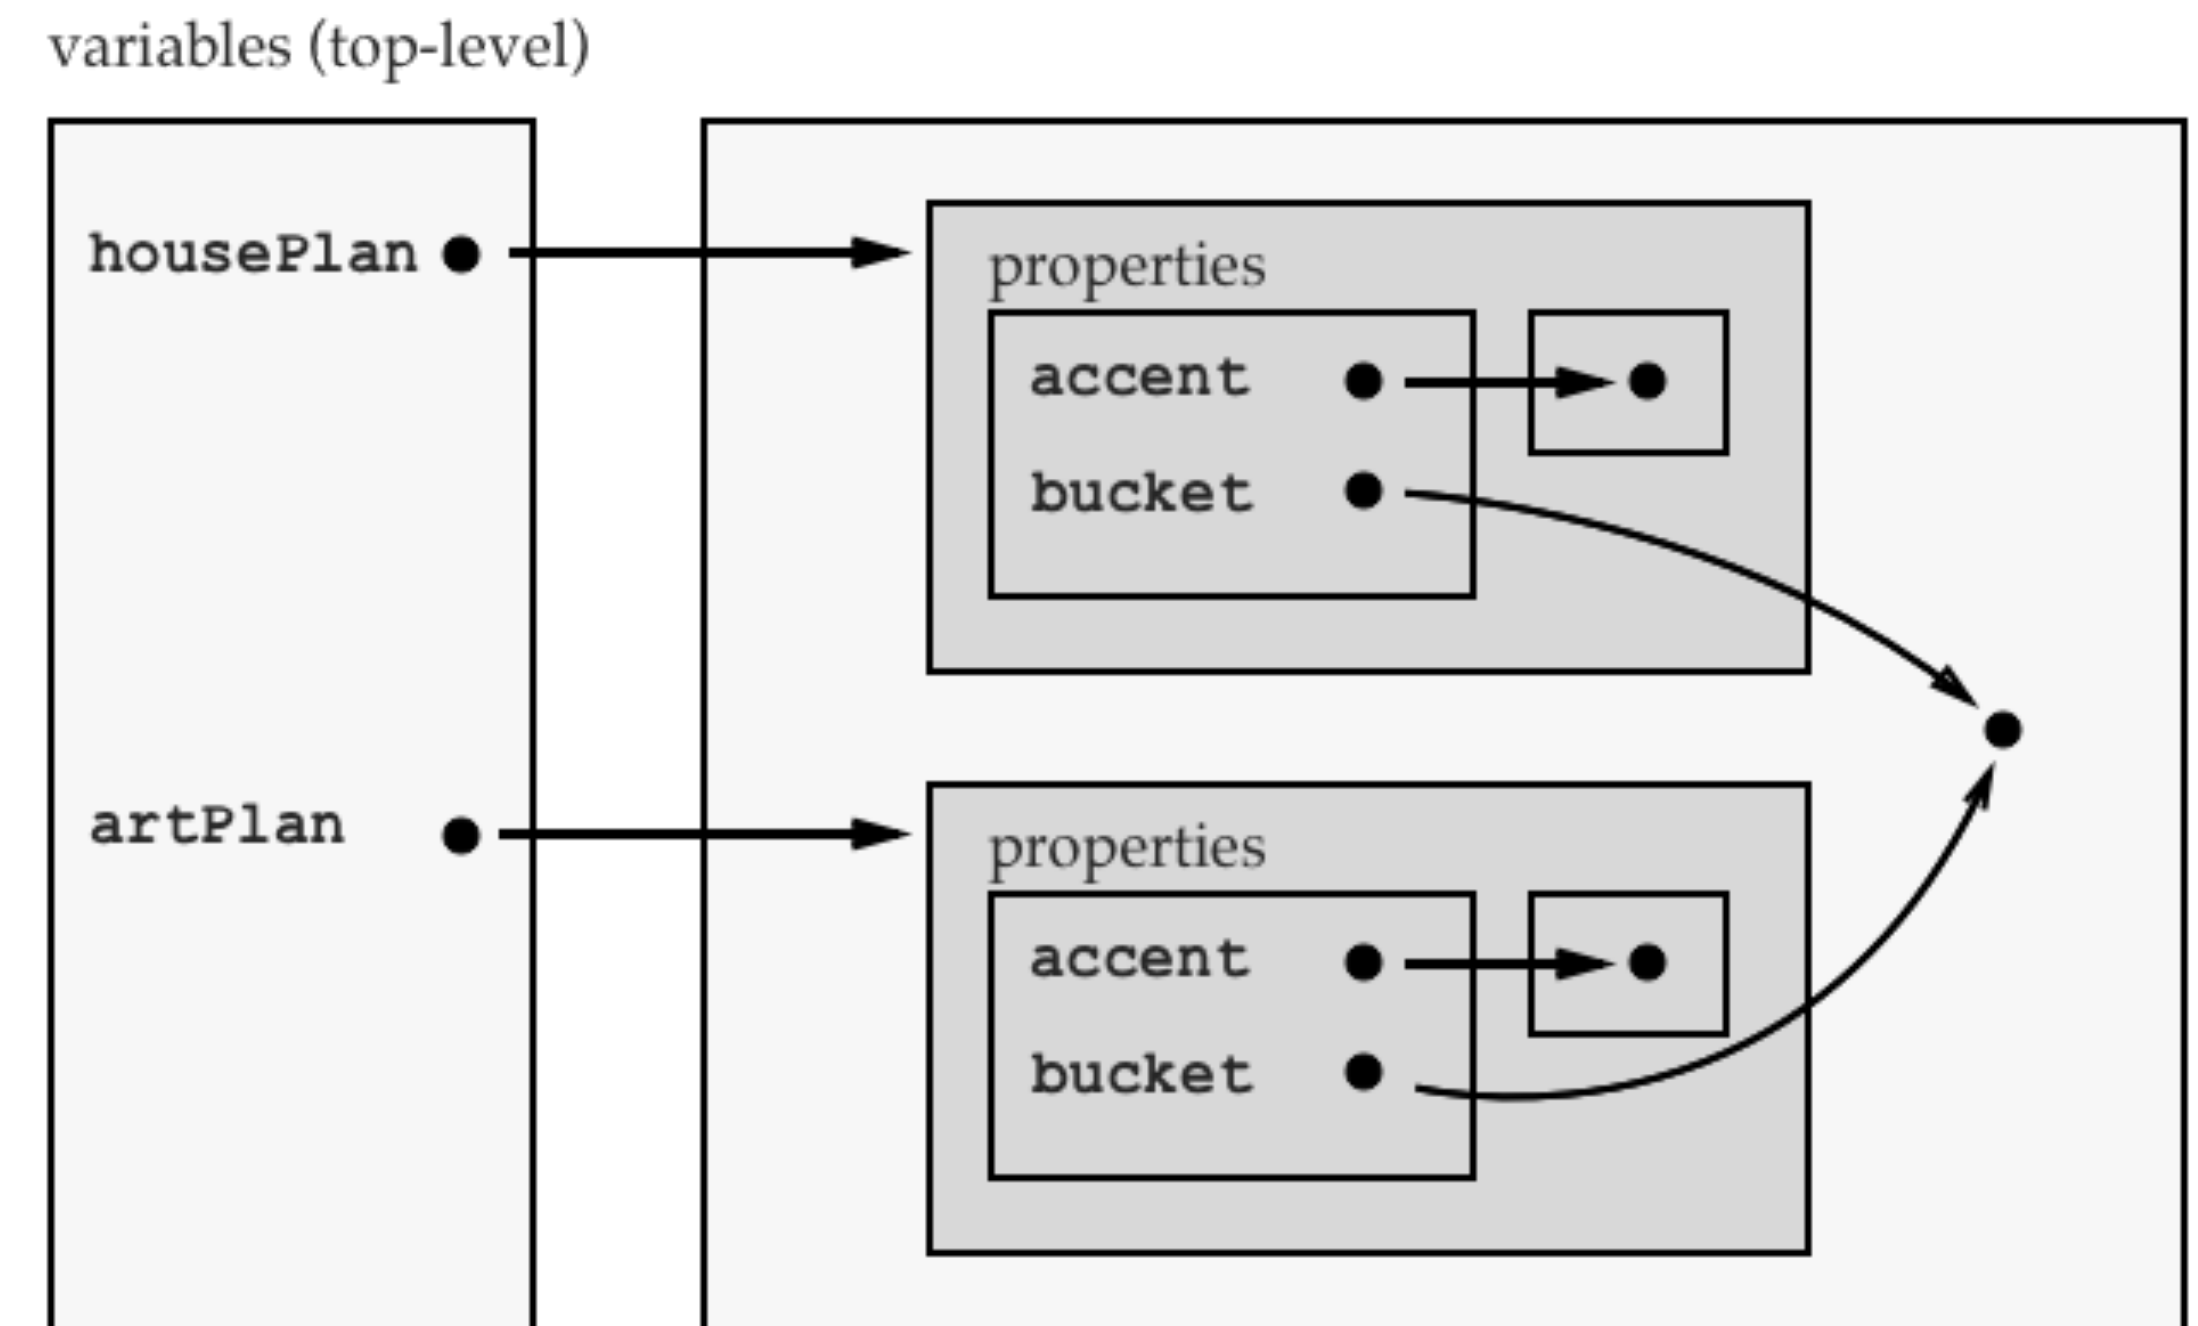 variables (top-level)
housePlan
properties
accent
bucket
artPlan
properties
accent
bucket